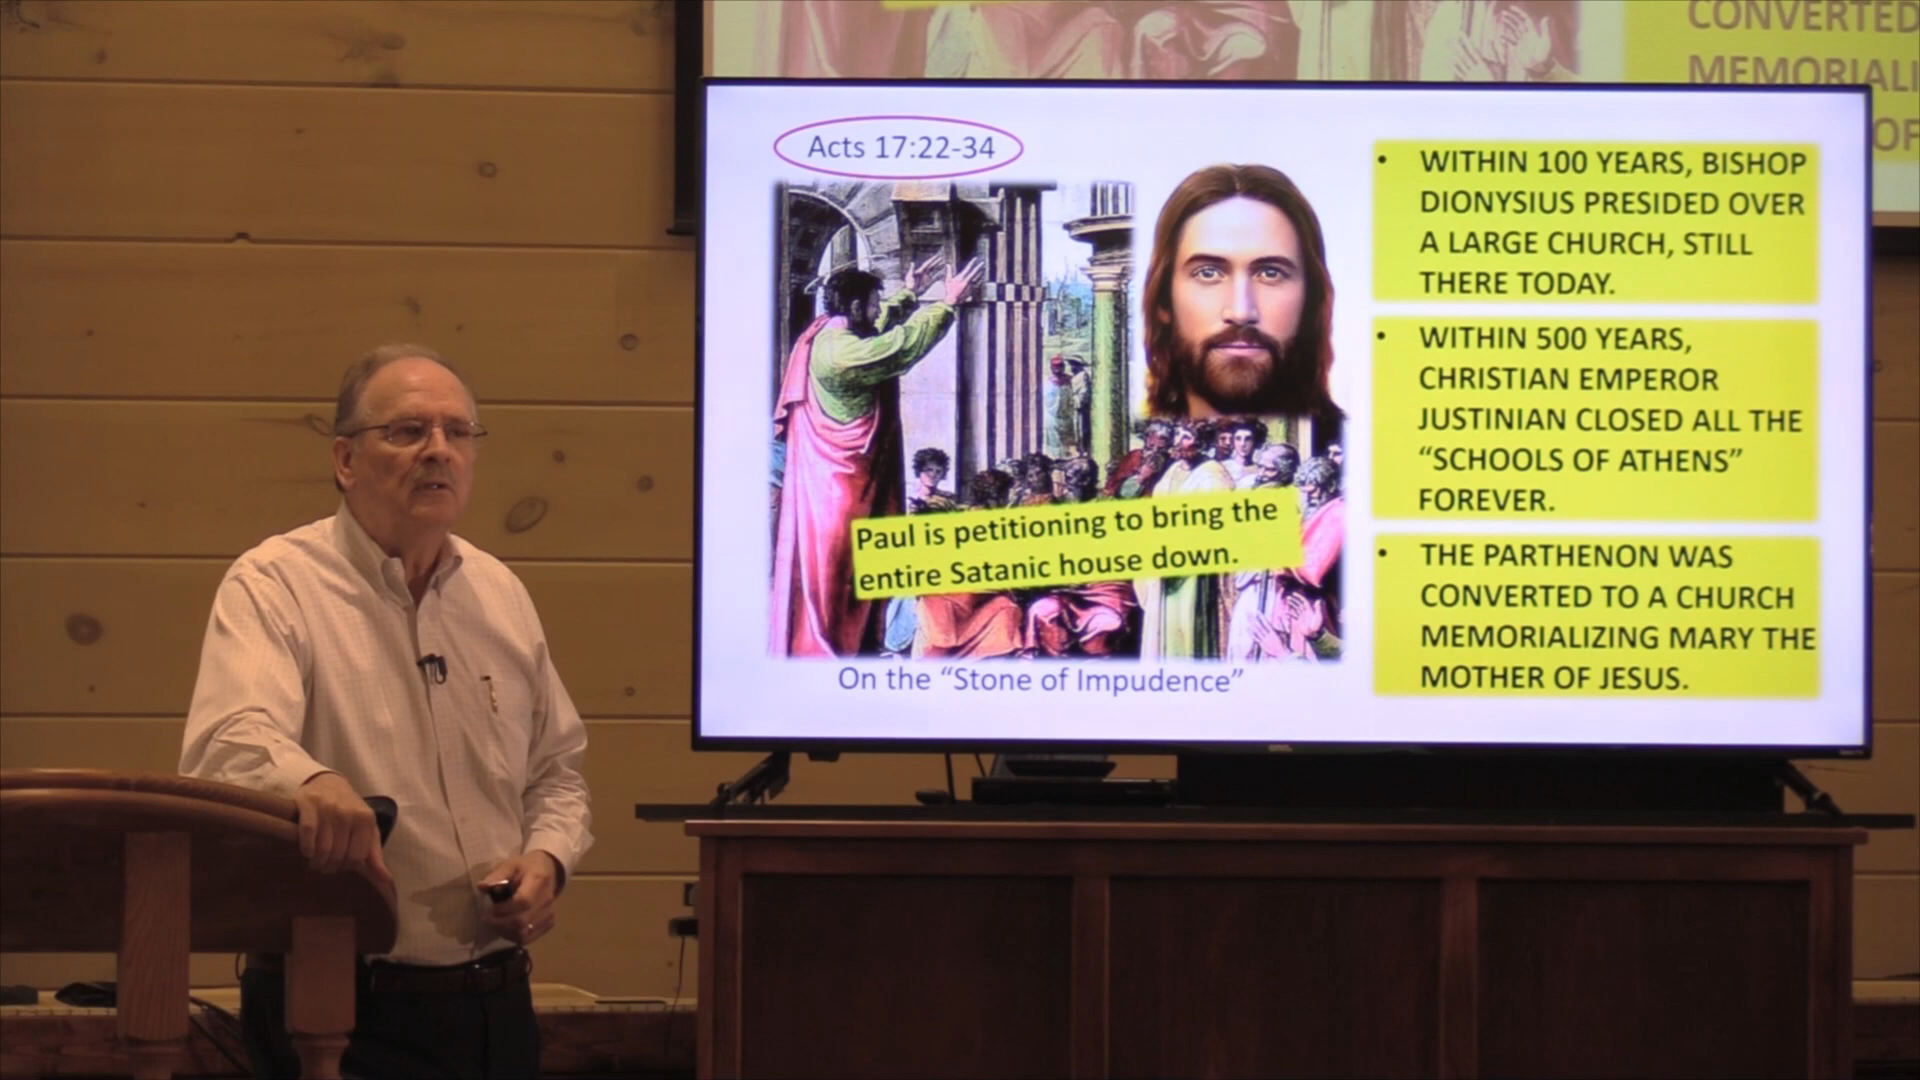 CONVERTED
MEMORIALI
OF
Acts 17:22-34
• WITHIN 100 YEARS, BISHOP
DIONYSIUS PRESIDED OVER
A LARGE CHURCH, STILL
THERE TODAY.
• WITHIN 500 YEARS,
CHRISTIAN EMPEROR
JUSTINIAN CLOSED ALL THE
“SCHOOLS OF ATHENS”
FOREVER.
• THE PARTHENON WAS
CONVERTED TO A CHURCH
MEMORIALIZING MARY THE
MOTHER OF JESUS.
Paul is petitioning to bring the
entire Satanic house down.
On the “Stone of Impudence”